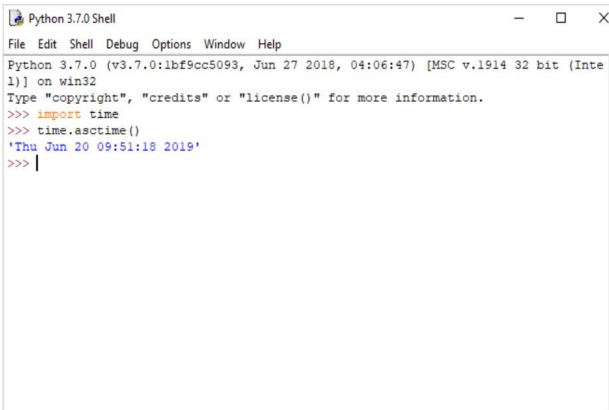 Python 3.7.0 Shell
File Edit Shell Debug Options Window Help
Python 3.7.0 (v3.7.0:1bf9cc5093, Jun 27 2018, 04:06:47) [MSC v.1914 32 bit (Inte
l)] on win32
Type "copyright", "credits" or "license()" for more information.
>>> import time
>>> time.asctime()
'Thu Jun 20 09:51:18 2019'
>>>